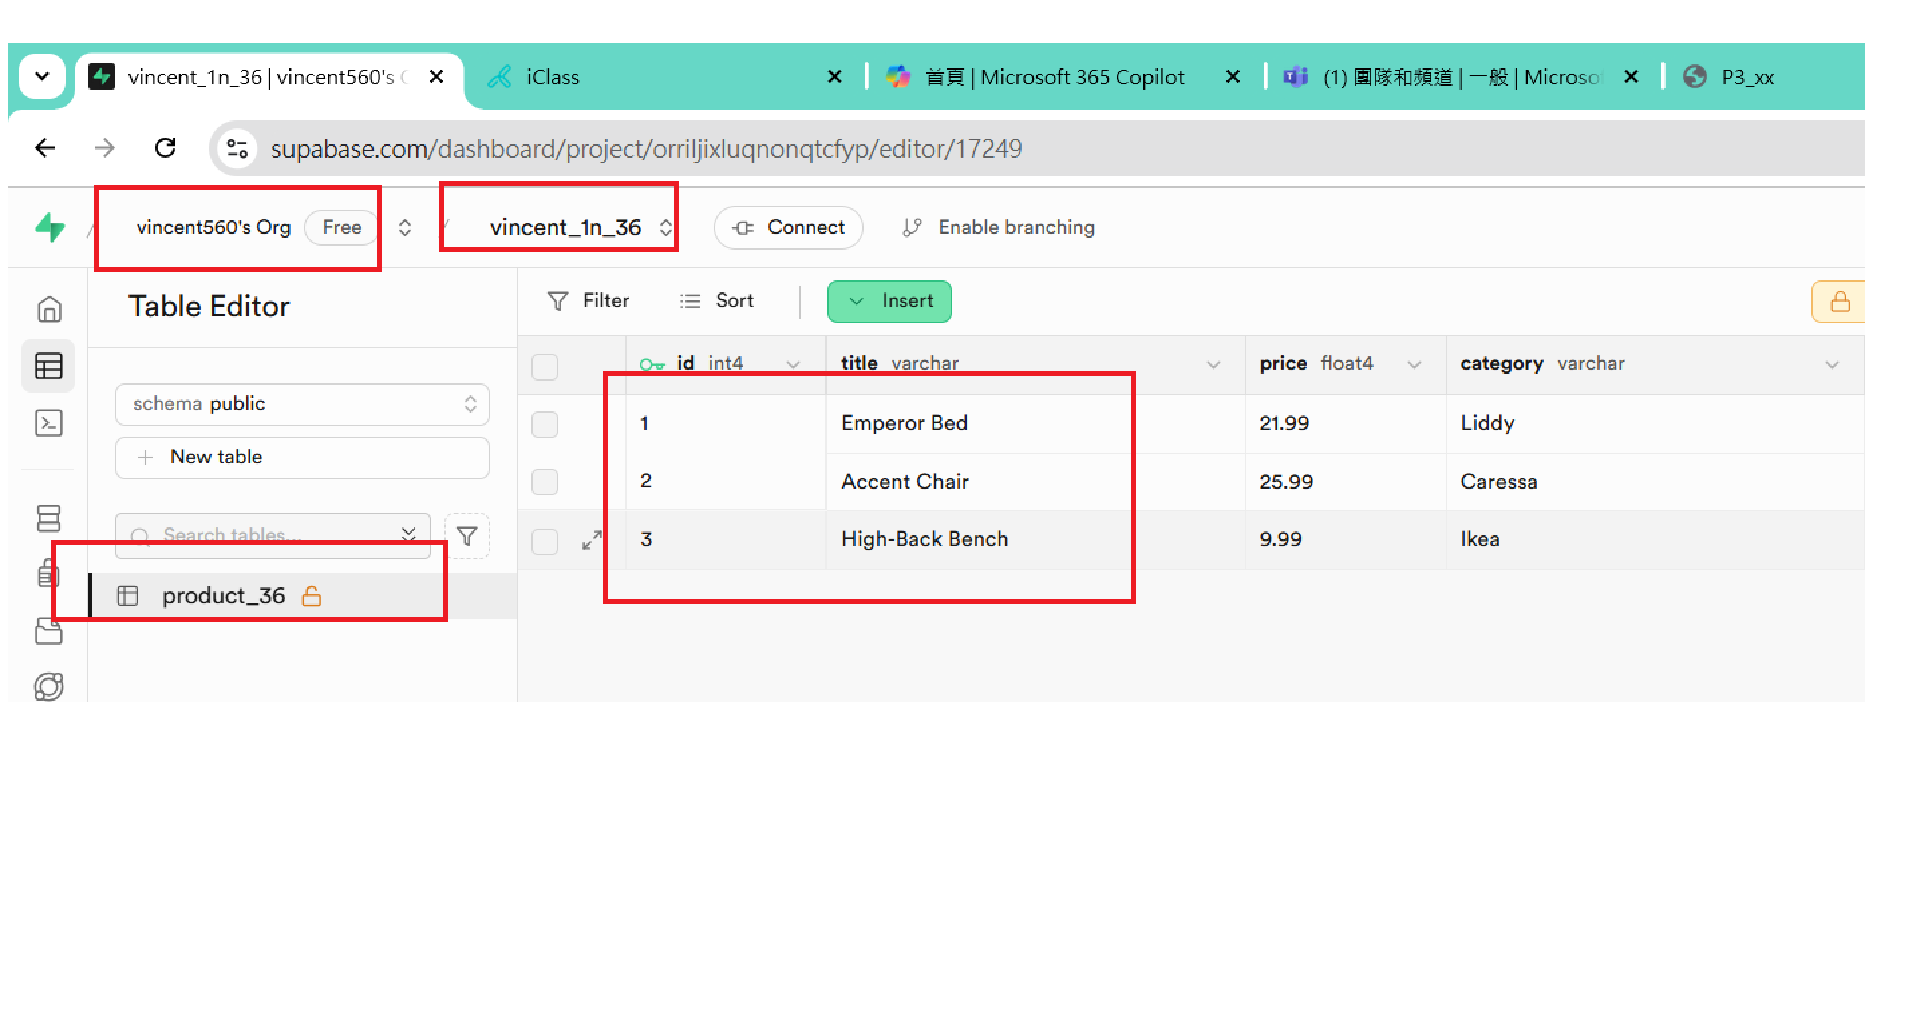 vincent_1n_36 | vincent560's
iClass
首頁 | Microsoft 365 Copilot
(1) 團隊和頻道 | 一般 | Microso
P3_xx
supabase.com/dashboard/project/orriljixluqnonqtcfyp/editor/17249
/ vincent560's Org Free / vincent_1n_36 Connect Enable branching
Table Editor
Filter Sort Insert
schema public
New table
Search tables...
product_36
id int4 title varchar price float4 category varchar
1 Emperor Bed 21.99 Liddy
2 Accent Chair 25.99 Caressa
3 High-Back Bench 9.99 Ikea